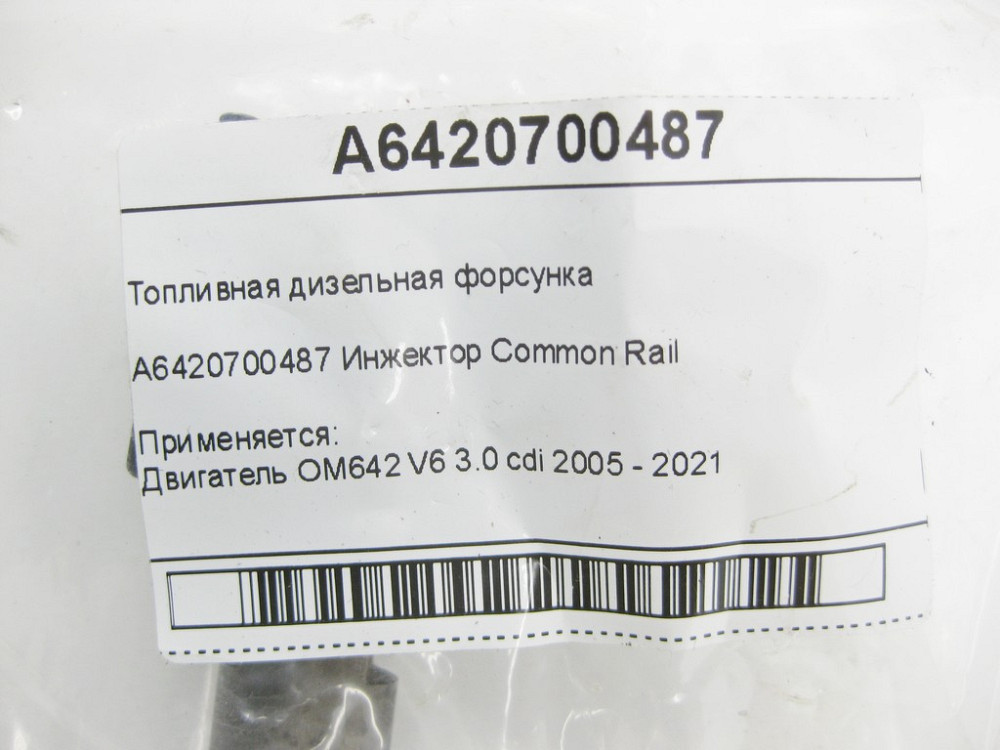 A6420700487
Топливная дизельная форсунка
A6420700487 Инжектор Common Rail
Применяется:
Двигатель OM642 V6 3.0 cdi 2005 - 2021